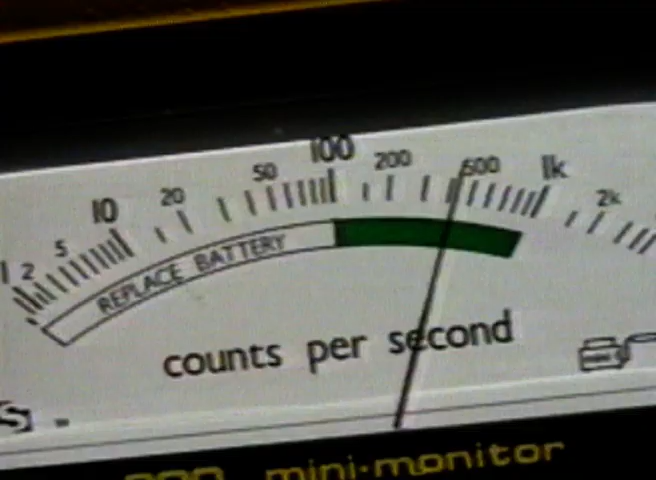 1 2 5 10 20 50 100 200 500 1k 2k
REPLACE BATTERY
counts per second
mini-monitor